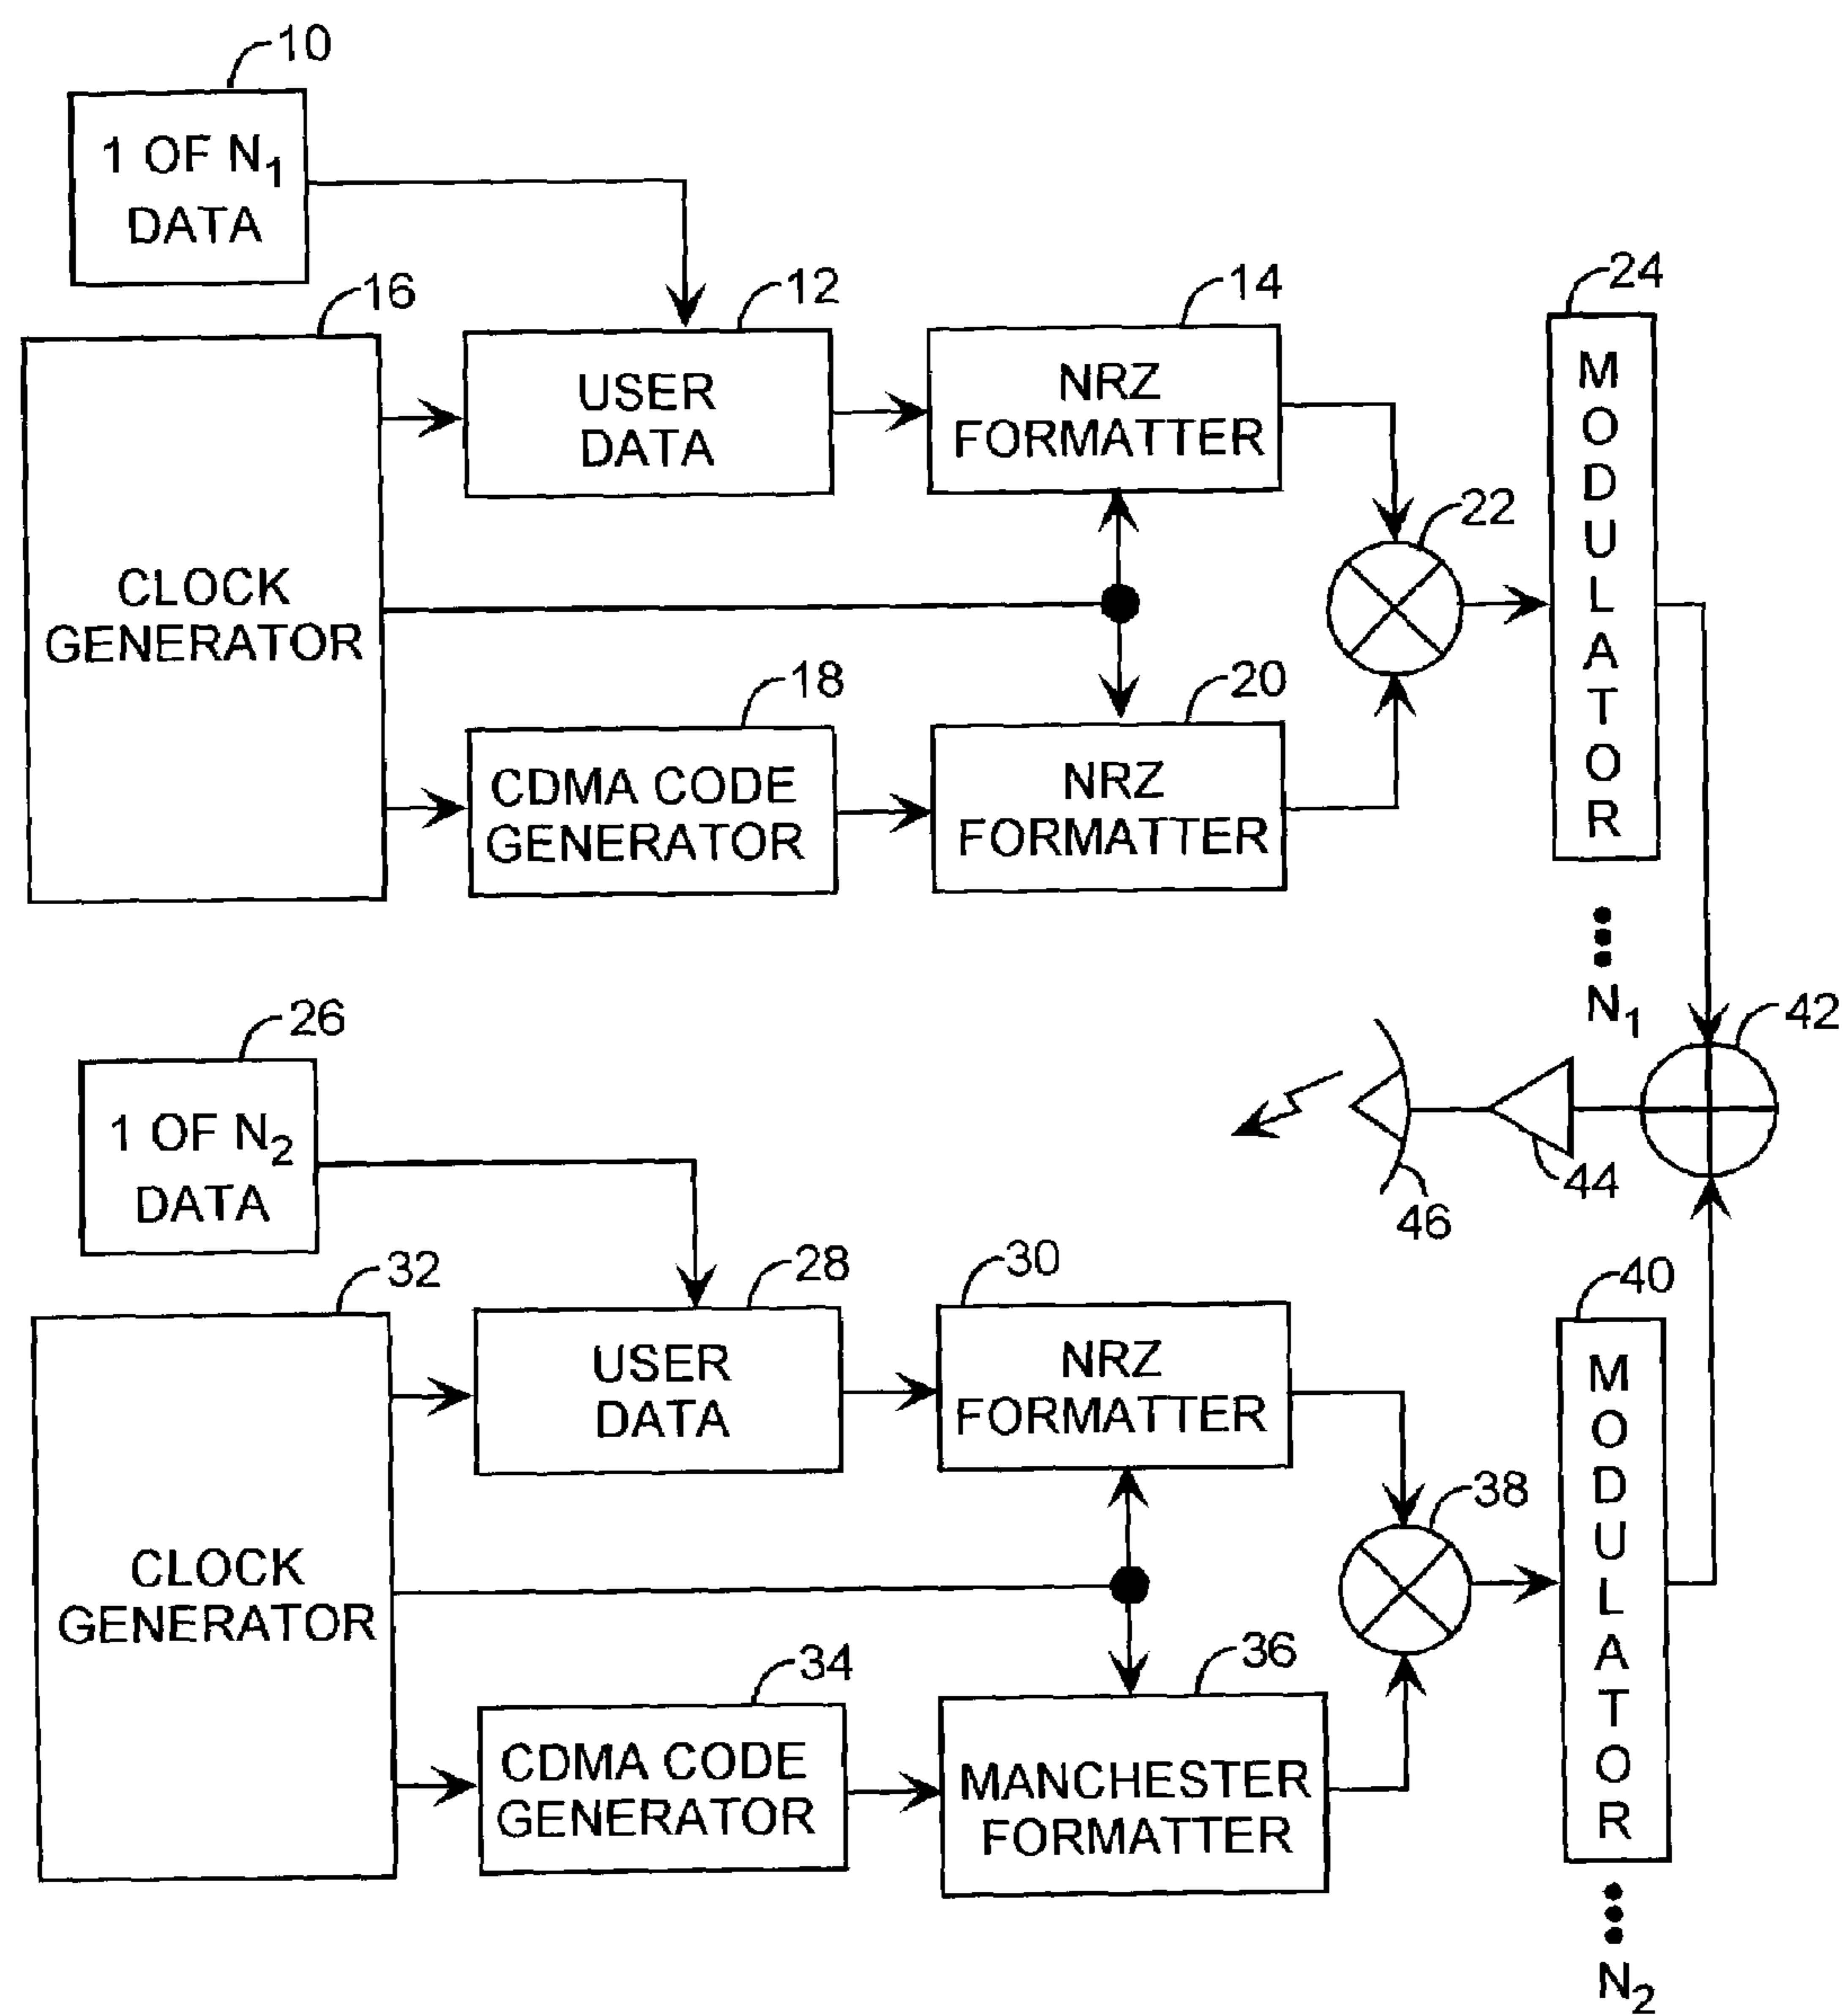 10
1 OF N₁
DATA
16
12
14
24
USER
DATA
NRZ
FORMATTER
MODULATOR
22
CLOCK
GENERATOR
18
20
CDMA CODE
GENERATOR
NRZ
FORMATTER
N₁
42
26
1 OF N₂
DATA
44
46
32
28
30
40
USER
DATA
NRZ
FORMATTER
MODULATOR
38
CLOCK
GENERATOR
34
36
CDMA CODE
GENERATOR
MANCHESTER
FORMATTER
N₂